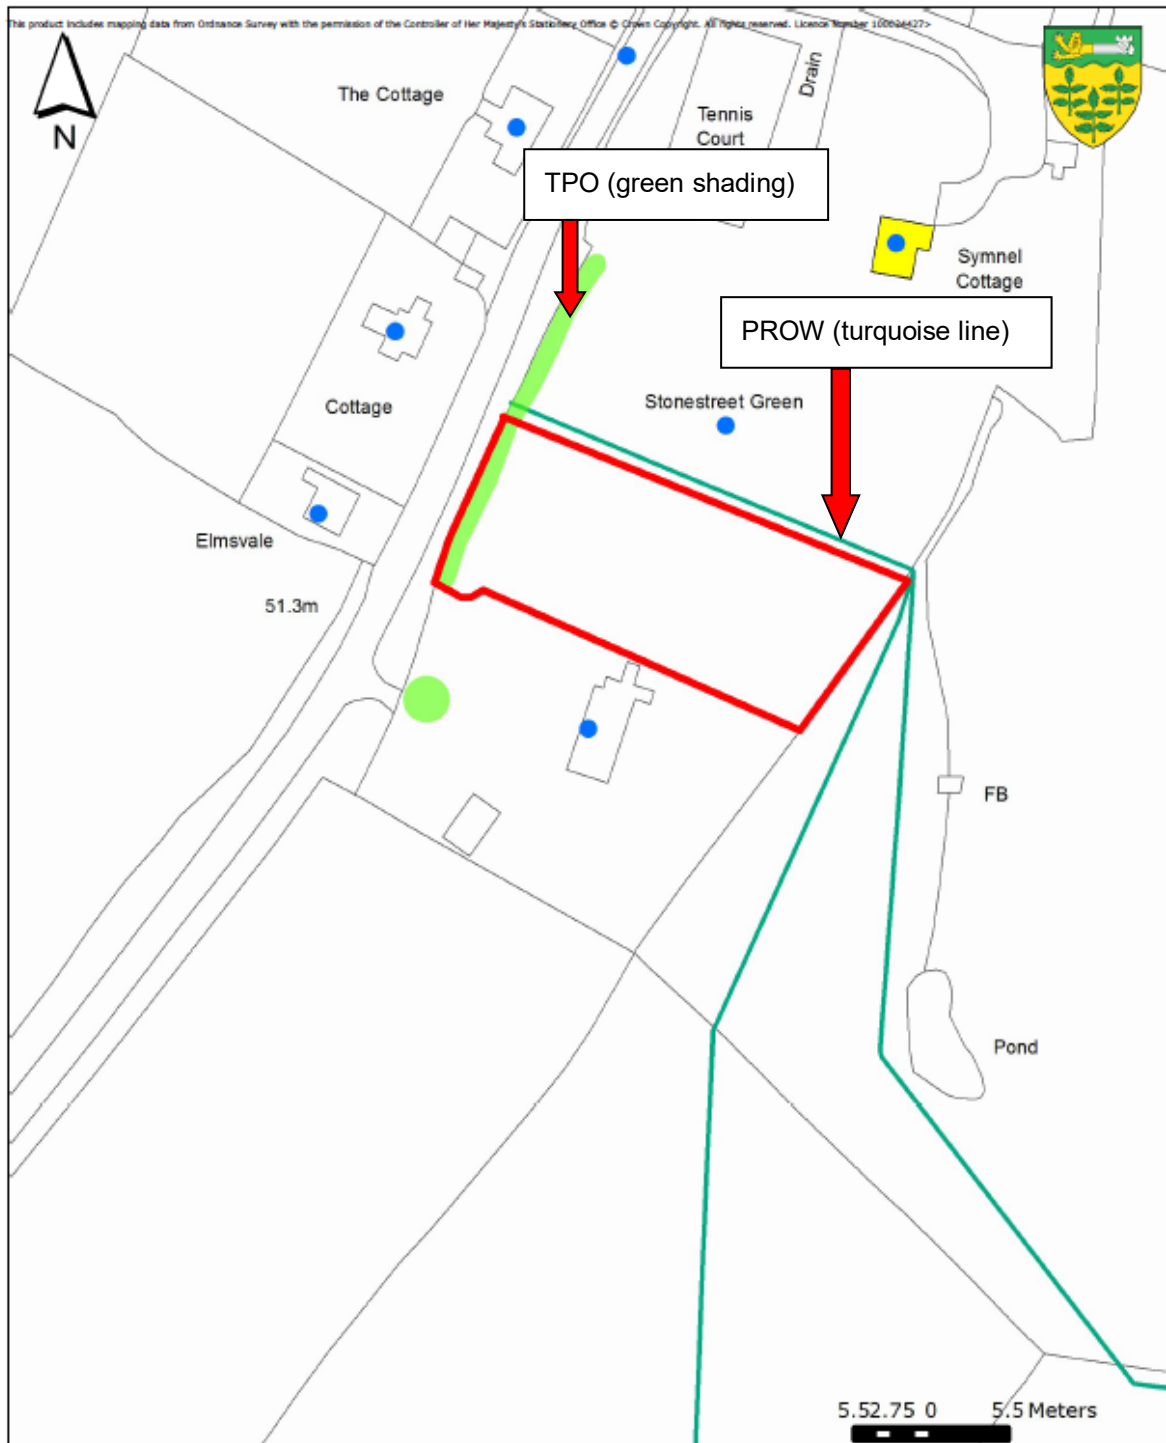 This product includes mapping data from Ordnance Survey with the permission of the Controller of Her Majesty's Stationery Office © Crown Copyright. All rights reserved. Licence Number 100024427>
N
The Cottage
Drain
Tennis
Court
TPO (green shading)
Symnel
Cottage
PROW (turquoise line)
Cottage
Stonestreet Green
Elmsvale
51.3m
FB
Pond
5.52.75 0 5.5 Meters